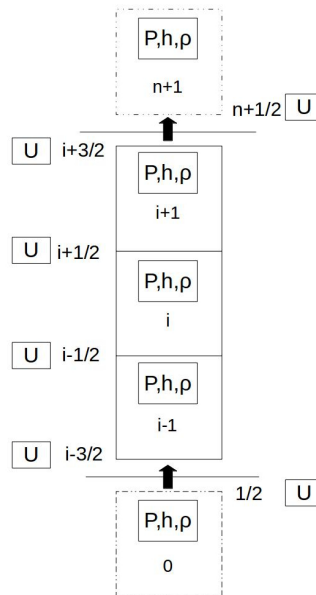 P,h,ρ
n+1
n+1/2 U
U i+3/2
P,h,ρ
i+1
U i+1/2
P,h,ρ
i
U i-1/2
P,h,ρ
i-1
U i-3/2
1/2 U
P,h,ρ
0